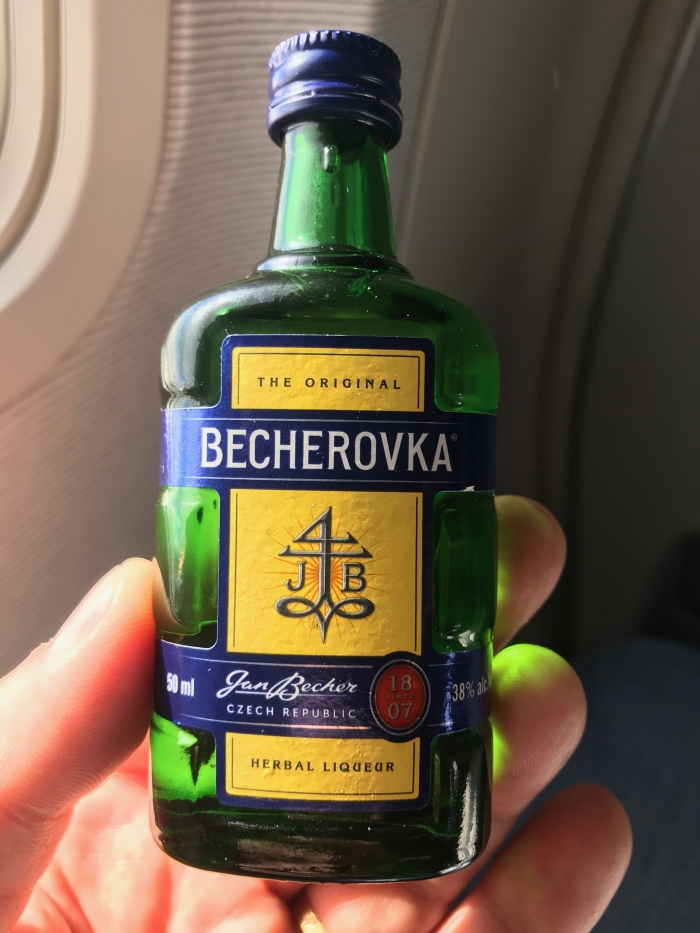 THE ORIGINAL
BECHEROVKA®
J B
50 ml
Jan Becher
CZECH REPUBLIC
18
07
38% alc.
HERBAL LIQUEUR